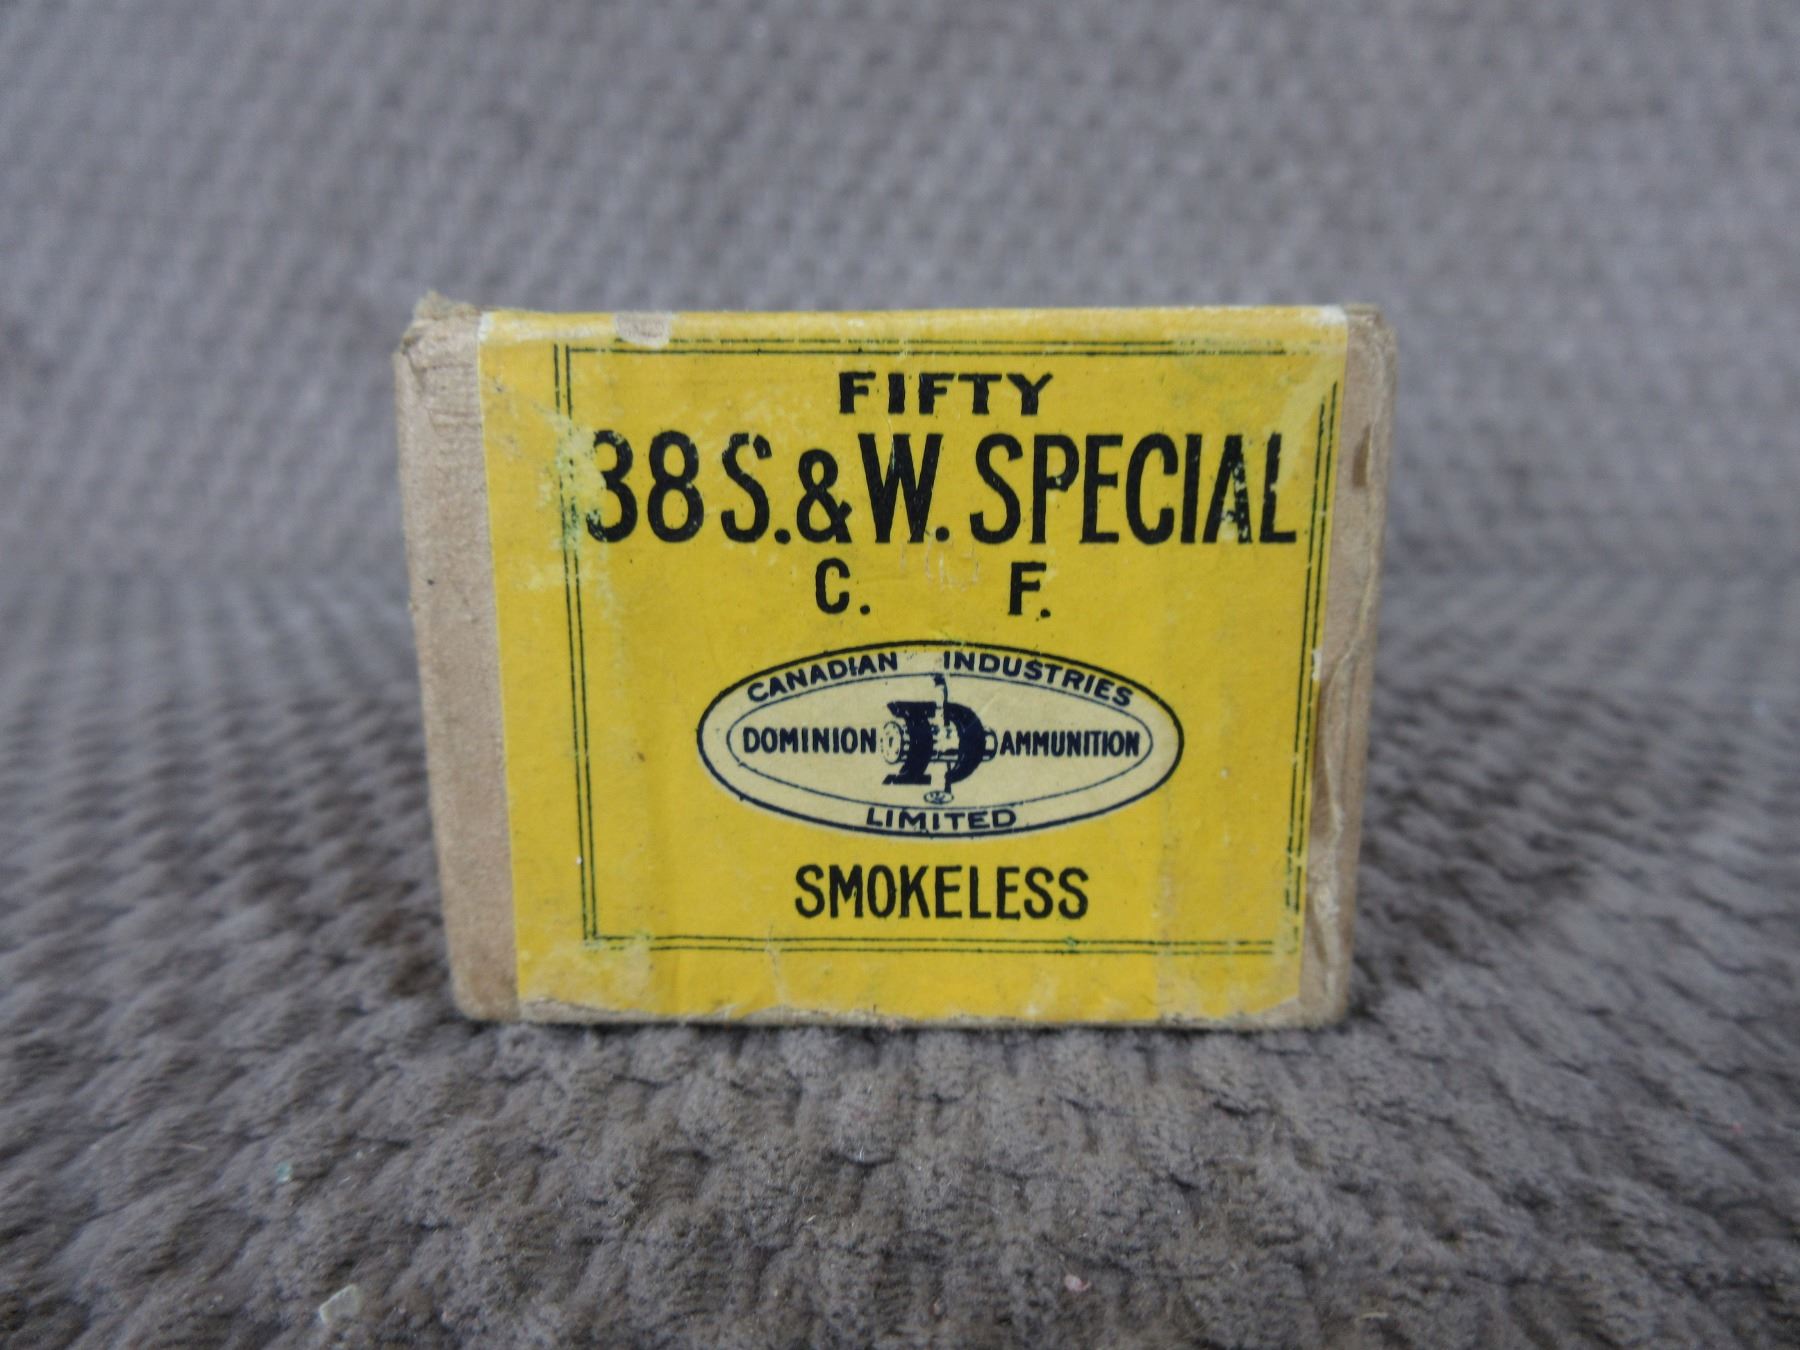 FIFTY
38 S. & W. SPECIAL
C. F.
CANADIAN INDUSTRIES
DOMINION D AMMUNITION
LIMITED
SMOKELESS